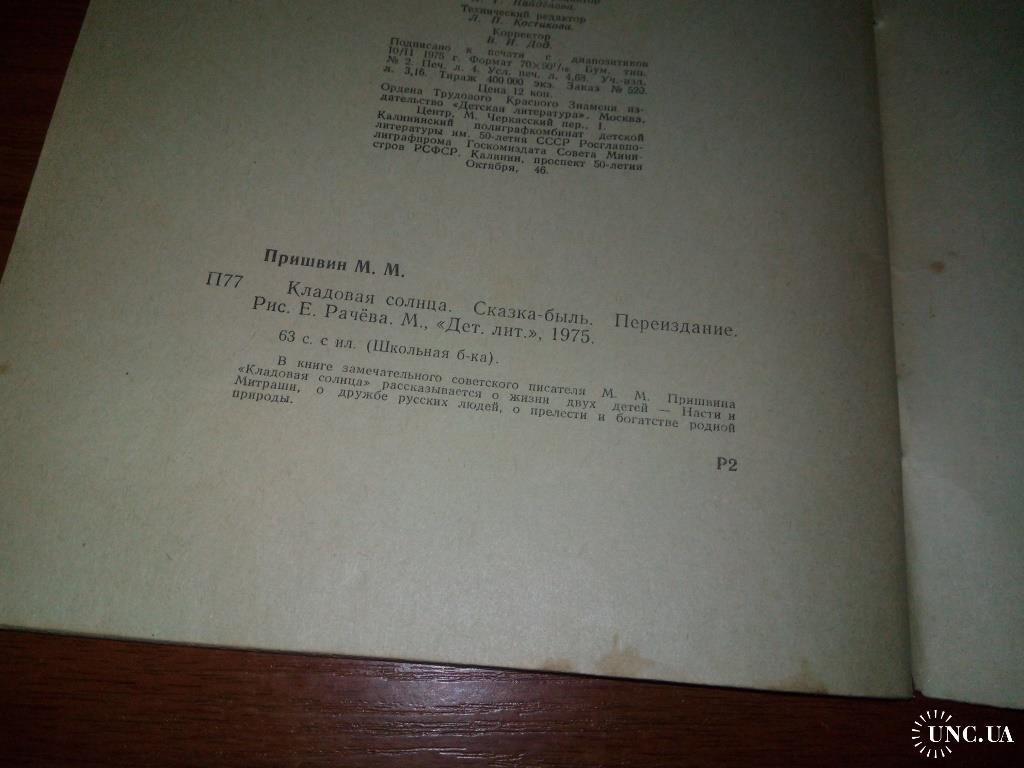 Технический редактор
Л. П. Костикова.
Корректор
В. И. Дод.
Подписано к печати с диапозитивов
10/II 1975 г. Формат 70×90¹/₁₆. Бум. тип.
№ 2. Печ. л. 4. Усл. печ. л. 4,68. Уч.-изд.
л. 3,16. Тираж 400 000 экз. Заказ № 520.
Цена 12 коп.
Ордена Трудового Красного Знамени из-
дательство «Детская литература». Москва,
Центр, М. Черкасский пер., 1.
Калининский полиграфкомбинат детской
литературы им. 50-летия СССР Росглавпо-
лиграфпрома Госкомиздата Совета Мини-
стров РСФСР. Калинин, проспект 50-летия
Октября, 46.
Пришвин М. М.
П77 Кладовая солнца. Сказка-быль. Переиздание.
Рис. Е. Рачёва. М., «Дет. лит.», 1975.
63 с. с ил. (Школьная б-ка).
В книге замечательного советского писателя М. М. Пришвина
«Кладовая солнца» рассказывается о жизни двух детей — Насти и
Митраши, о дружбе русских людей, о прелести и богатстве родной
природы.
Р2
UNC.UA